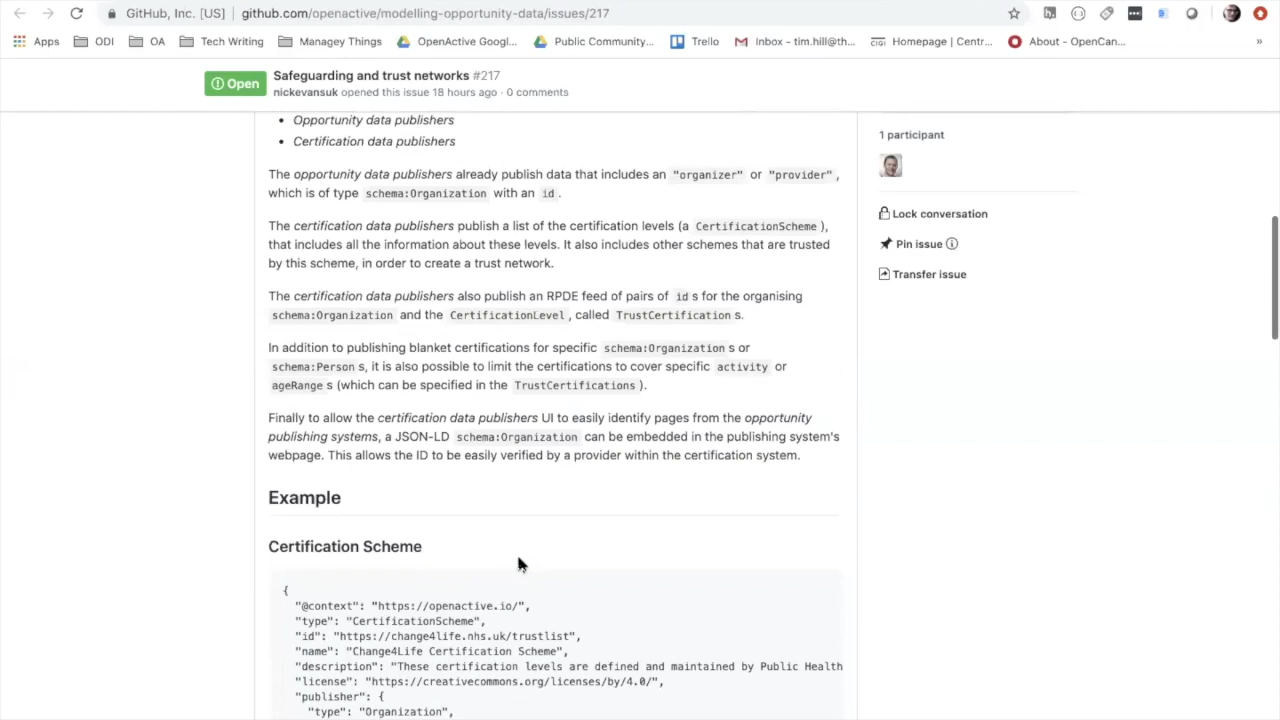 GitHub, Inc. [US] | github.com/openactive/modelling-opportunity-data/issues/217
Apps ODI OA Tech Writing Managey Things OpenActive Googl... Public Community... Trello Inbox - tim.hill@th... CIGI Homepage | Centr... About - OpenCan... »
Open Safeguarding and trust networks #217
nickevansuk opened this issue 18 hours ago · 0 comments
• Opportunity data publishers
• Certification data publishers
The opportunity data publishers already publish data that includes an "organizer" or "provider",
which is of type schema:Organization with an id.
The certification data publishers publish a list of the certification levels (a CertificationScheme),
that includes all the information about these levels. It also includes other schemes that are trusted
by this scheme, in order to create a trust network.
The certification data publishers also publish an RPDE feed of pairs of id s for the organising
schema:Organization and the CertificationLevel, called TrustCertification s.
In addition to publishing blanket certifications for specific schema:Organization s or
schema:Person s, it is also possible to limit the certifications to cover specific activity or
ageRange s (which can be specified in the TrustCertifications).
Finally to allow the certification data publishers UI to easily identify pages from the opportunity
publishing systems, a JSON-LD schema:Organization can be embedded in the publishing system's
webpage. This allows the ID to be easily verified by a provider within the certification system.
Example
Certification Scheme
{
"@context": "https://openactive.io/",
"type": "CertificationScheme",
"id": "https://change4life.nhs.uk/trustlist",
"name": "Change4Life Certification Scheme",
"description": "These certification levels are defined and maintained by Public Health
"license": "https://creativecommons.org/licenses/by/4.0/",
"publisher": {
"type": "Organization",
1 participant
Lock conversation
Pin issue
Transfer issue